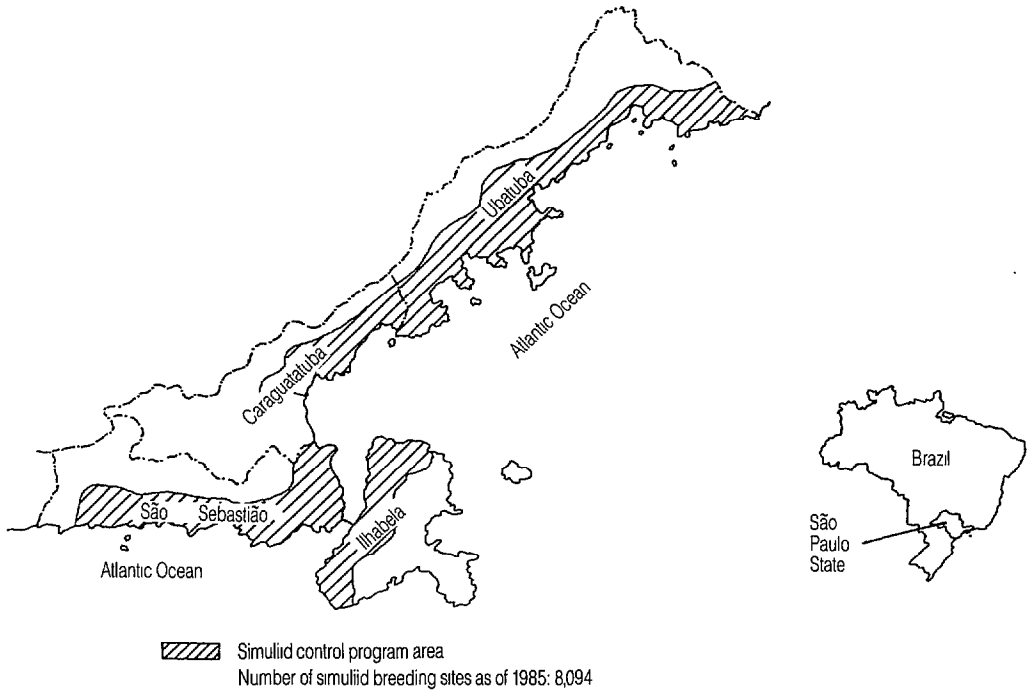 Ubatuba
Atlantic Ocean
Caraguatatuba
São Sebastião
Ilhabela
Atlantic Ocean
Brazil
São
Paulo
State
Simuliid control program area
Number of simuliid breeding sites as of 1985: 8,094